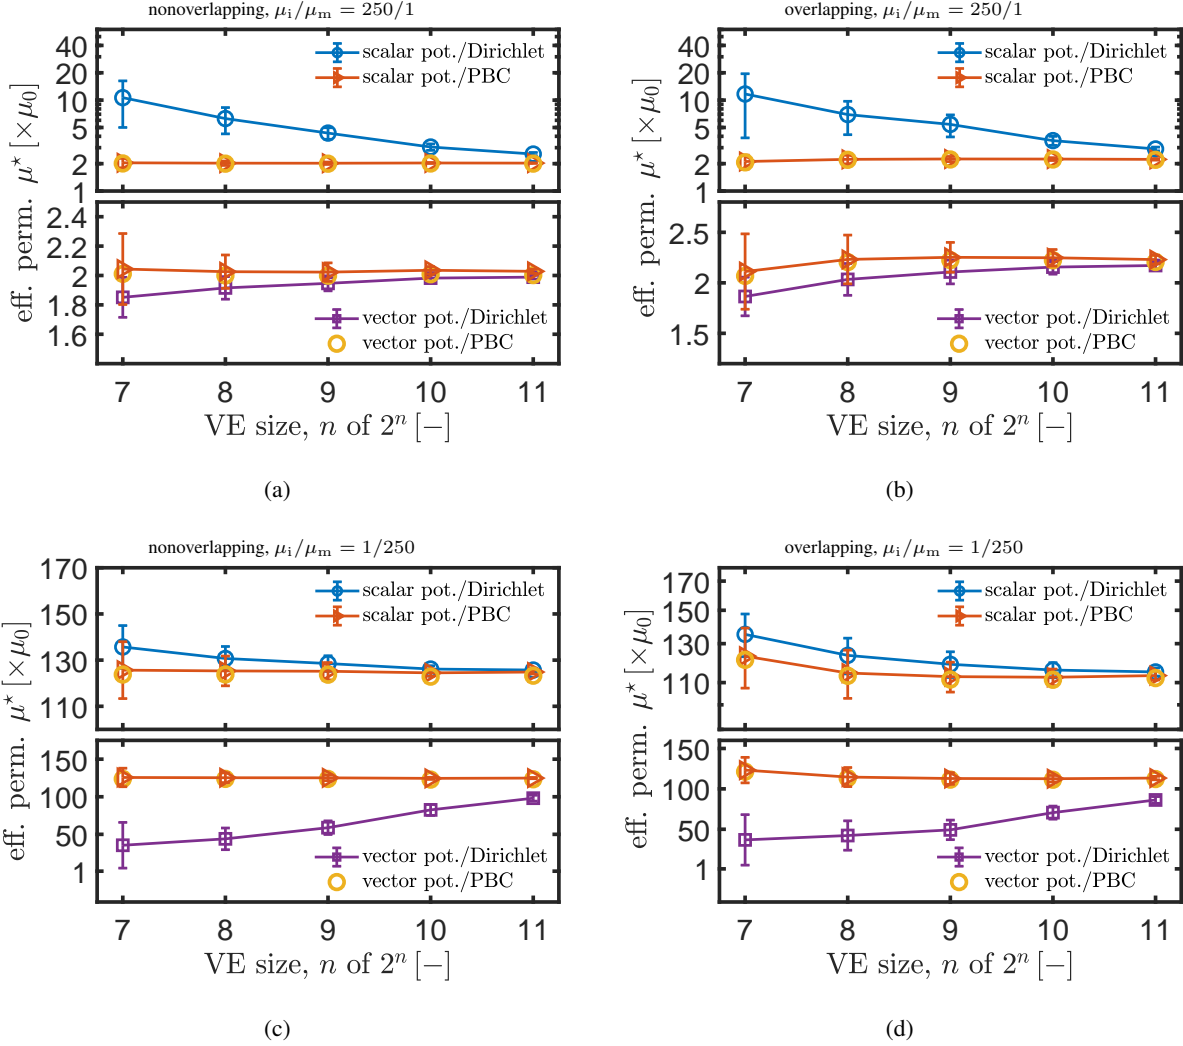 nonoverlapping, μi/μm = 250/1
40
20
10
5
2
1
scalar pot./Dirichlet
scalar pot./PBC
2.4
2.2
2
1.8
1.6
vector pot./Dirichlet
vector pot./PBC
eff. perm. μ⋆ [×μ0]
7 8 9 10 11
VE size, n of 2^n [−]
(a)
overlapping, μi/μm = 250/1
40
20
10
5
2
1
scalar pot./Dirichlet
scalar pot./PBC
2.5
2
1.5
vector pot./Dirichlet
vector pot./PBC
eff. perm. μ⋆ [×μ0]
7 8 9 10 11
VE size, n of 2^n [−]
(b)
nonoverlapping, μi/μm = 1/250
170
150
130
110
scalar pot./Dirichlet
scalar pot./PBC
150
100
50
1
vector pot./Dirichlet
vector pot./PBC
eff. perm. μ⋆ [×μ0]
7 8 9 10 11
VE size, n of 2^n [−]
(c)
overlapping, μi/μm = 1/250
170
150
130
110
scalar pot./Dirichlet
scalar pot./PBC
150
100
50
1
vector pot./Dirichlet
vector pot./PBC
eff. perm. μ⋆ [×μ0]
7 8 9 10 11
VE size, n of 2^n [−]
(d)